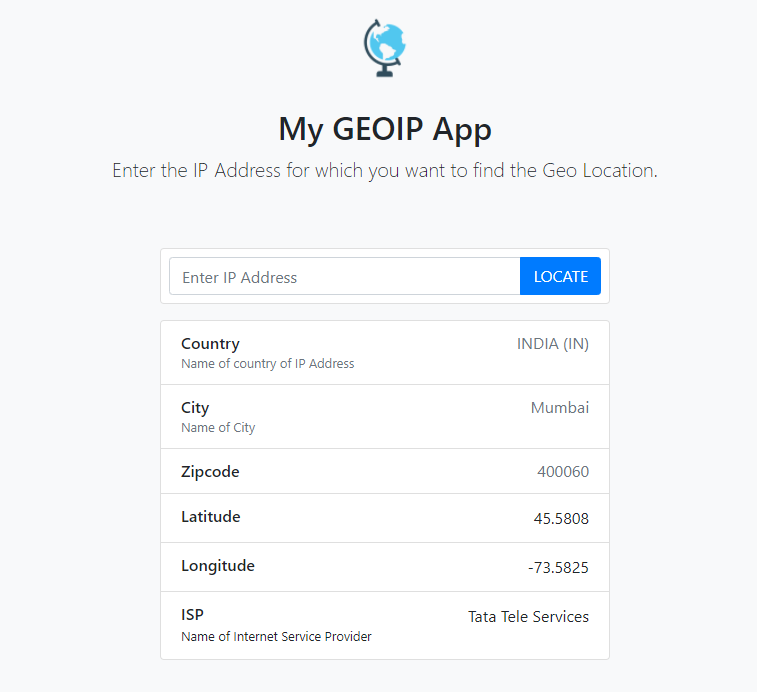 My GEOIP App
Enter the IP Address for which you want to find the Geo Location.
Enter IP Address LOCATE
Country INDIA (IN)
Name of country of IP Address
City Mumbai
Name of City
Zipcode 400060
Latitude 45.5808
Longitude -73.5825
ISP Tata Tele Services
Name of Internet Service Provider